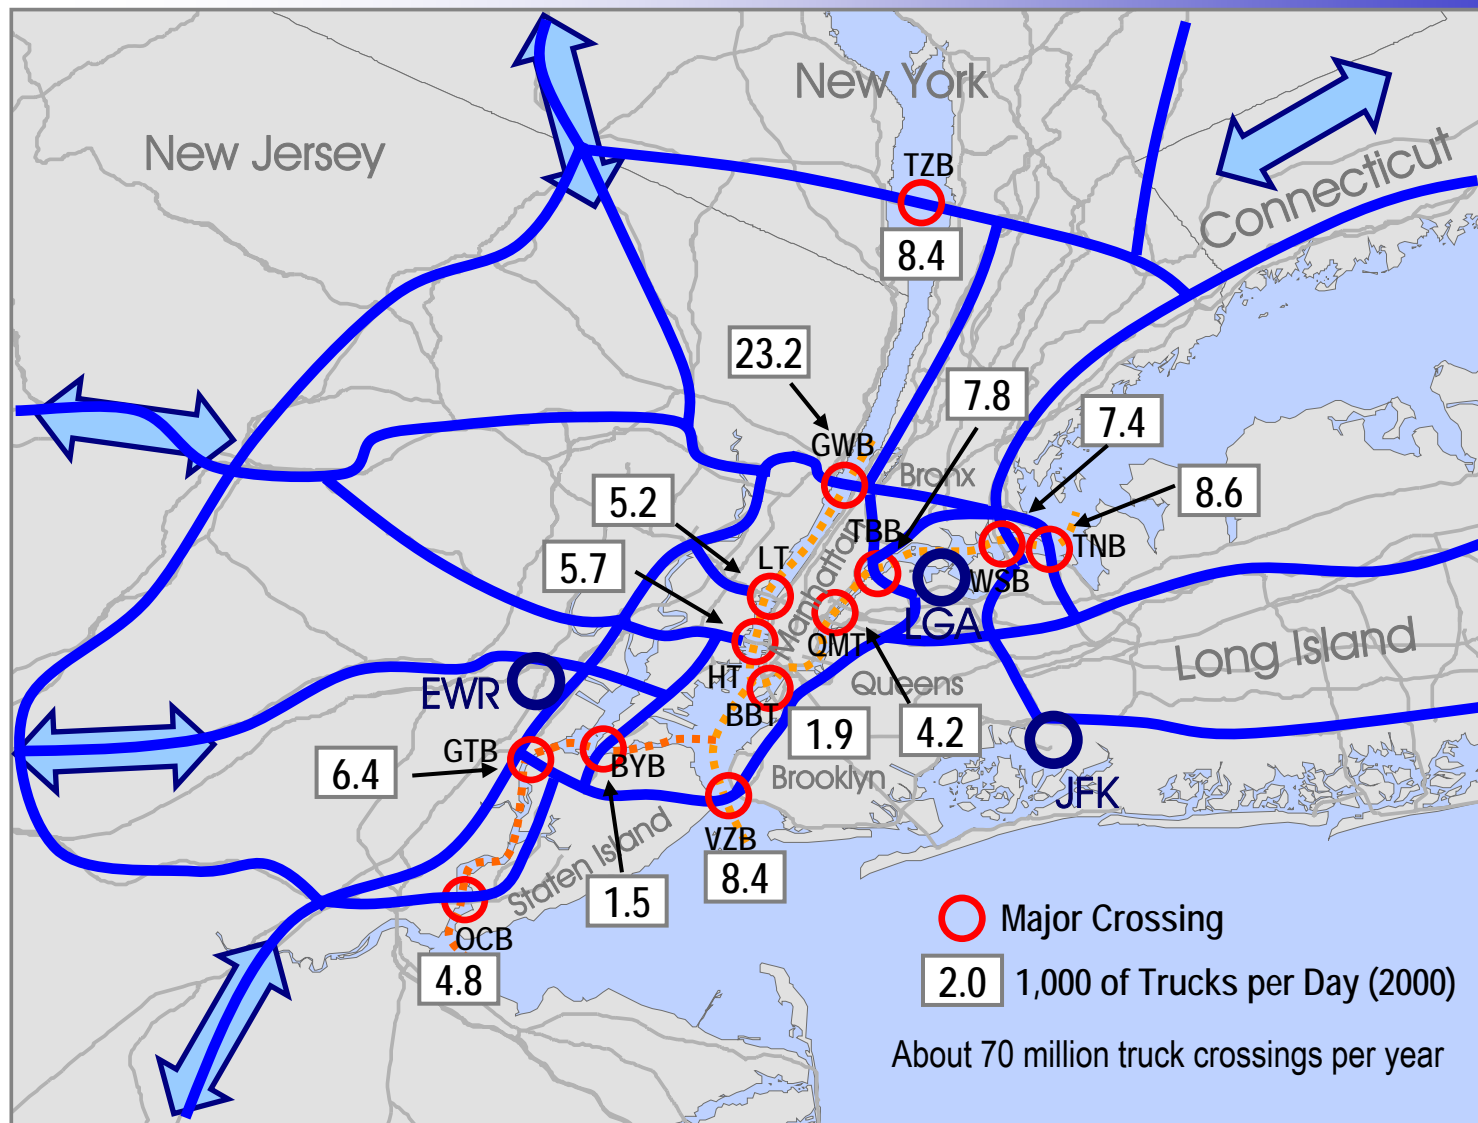 New York
New Jersey
Connecticut
TZB
8.4
23.2
7.8
7.4
GWB
Bronx
8.6
5.2
TBB
TNB
5.7
LT
Manhattan
WSB
LGA
QMT
HT
Long Island
EWR
Queens
BBT
1.9
4.2
GTB
BYB
6.4
Brooklyn
JFK
VZB
8.4
Staten Island
1.5
OCB
4.8
Major Crossing
2.0 1,000 of Trucks per Day (2000)
About 70 million truck crossings per year